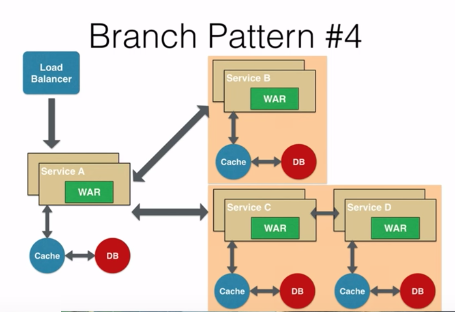 Branch Pattern #4
Load
Balancer
Service B
WAR
Cache
DB
Service A
WAR
Cache
DB
Service C
WAR
Cache
DB
Service D
WAR
Cache
DB